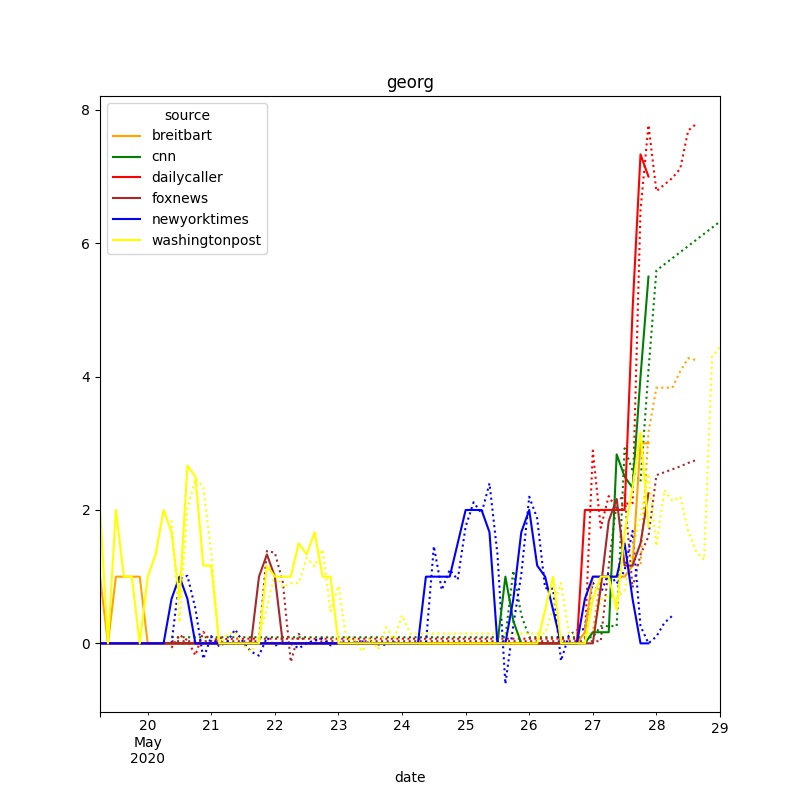 georg
source
breitbart
cnn
dailycaller
foxnews
newyorktimes
washingtonpost
8
6
4
2
0
20 21 22 23 24 25 26 27 28 29
May
2020
date